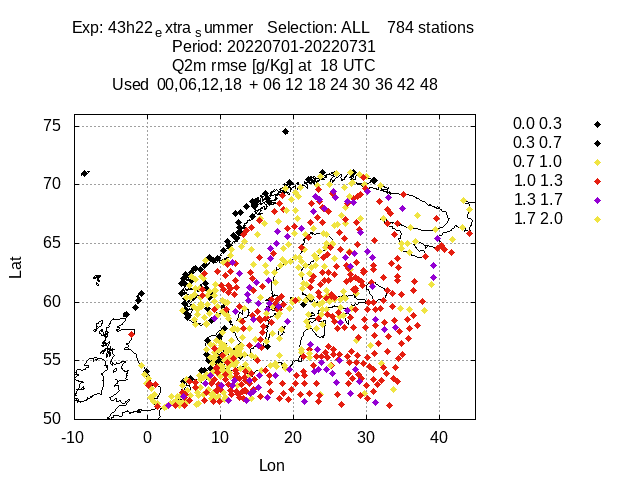 Exp: 43h22 e xtra s ummer Selection: ALL 784 stations
Period: 20220701-20220731
Q2m rmse [g/Kg] at 18 UTC
Used 00,06,12,18 + 06 12 18 24 30 36 42 48
75
70
65
60
55
50
-10 0 10 20 30 40
Lat
Lon
0.0 0.3
0.3 0.7
0.7 1.0
1.0 1.3
1.3 1.7
1.7 2.0